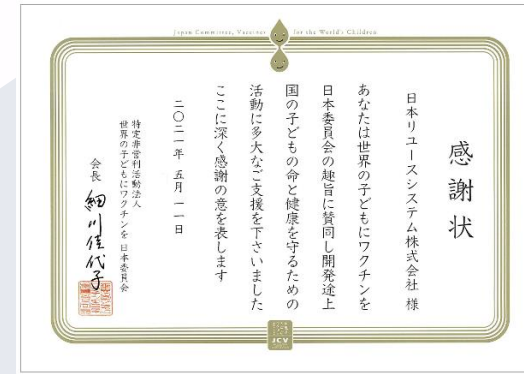 Japan Committee, Vaccines for the World's Children
感謝状
日本リユースシステム株式会社 様
あなたは世界の子どもにワクチンを
日本委員会の趣旨に賛同し開発途上
国の子どもの命と健康を守るための
活動に多大なご支援を下さいました
ここに深く感謝の意を表します
二〇二一年 五月 一一日
特定非営利活動法人
世界の子どもにワクチンを 日本委員会
会長 細川佳代子
JCV